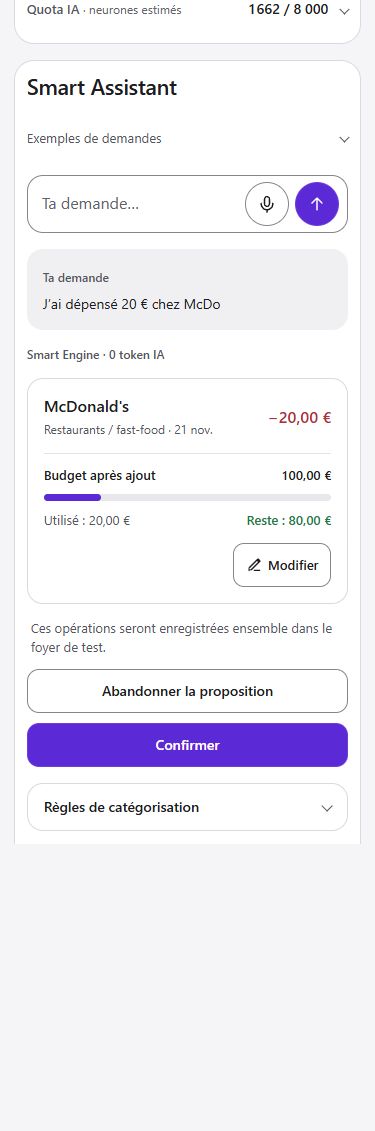 Quota IA · neurones estimés 1662 / 8 000
Smart Assistant
Exemples de demandes
Ta demande...
Ta demande
J'ai dépensé 20 € chez McDo
Smart Engine · 0 token IA
McDonald's
−20,00 €
Restaurants / fast-food · 21 nov.
Budget après ajout 100,00 €
Utilisé : 20,00 € Reste : 80,00 €
Modifier
Ces opérations seront enregistrées ensemble dans le
foyer de test.
Abandonner la proposition
Confirmer
Règles de catégorisation